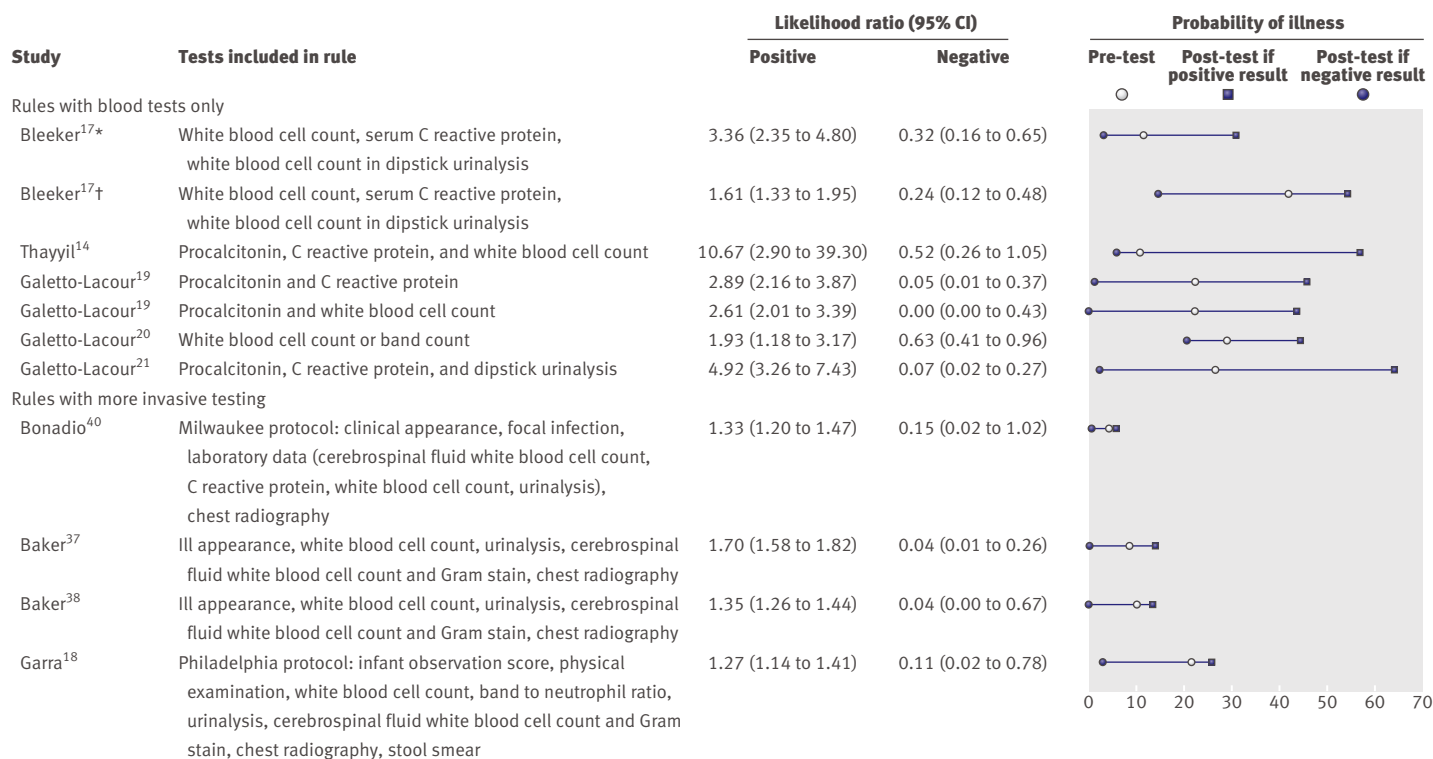 Likelihood ratio (95% CI) Probability of illness
Study Tests included in rule Positive Negative Pre-test Post-test if positive result Post-test if negative result
Rules with blood tests only
Bleeker17* White blood cell count, serum C reactive protein, 3.36 (2.35 to 4.80) 0.32 (0.16 to 0.65)
white blood cell count in dipstick urinalysis
Bleeker17† White blood cell count, serum C reactive protein, 1.61 (1.33 to 1.95) 0.24 (0.12 to 0.48)
white blood cell count in dipstick urinalysis
Thayyil14 Procalcitonin, C reactive protein, and white blood cell count 10.67 (2.90 to 39.30) 0.52 (0.26 to 1.05)
Galetto-Lacour19 Procalcitonin and C reactive protein 2.89 (2.16 to 3.87) 0.05 (0.01 to 0.37)
Galetto-Lacour19 Procalcitonin and white blood cell count 2.61 (2.01 to 3.39) 0.00 (0.00 to 0.43)
Galetto-Lacour20 White blood cell count or band count 1.93 (1.18 to 3.17) 0.63 (0.41 to 0.96)
Galetto-Lacour21 Procalcitonin, C reactive protein, and dipstick urinalysis 4.92 (3.26 to 7.43) 0.07 (0.02 to 0.27)
Rules with more invasive testing
Bonadio40 Milwaukee protocol: clinical appearance, focal infection, 1.33 (1.20 to 1.47) 0.15 (0.02 to 1.02)
laboratory data (cerebrospinal fluid white blood cell count,
C reactive protein, white blood cell count, urinalysis),
chest radiography
Baker37 Ill appearance, white blood cell count, urinalysis, cerebrospinal 1.70 (1.58 to 1.82) 0.04 (0.01 to 0.26)
fluid white blood cell count and Gram stain, chest radiography
Baker38 Ill appearance, white blood cell count, urinalysis, cerebrospinal 1.35 (1.26 to 1.44) 0.04 (0.00 to 0.67)
fluid white blood cell count and Gram stain, chest radiography
Garra18 Philadelphia protocol: infant observation score, physical 1.27 (1.14 to 1.41) 0.11 (0.02 to 0.78)
examination, white blood cell count, band to neutrophil ratio,
urinalysis, cerebrospinal fluid white blood cell count and Gram
stain, chest radiography, stool smear
0 10 20 30 40 50 60 70